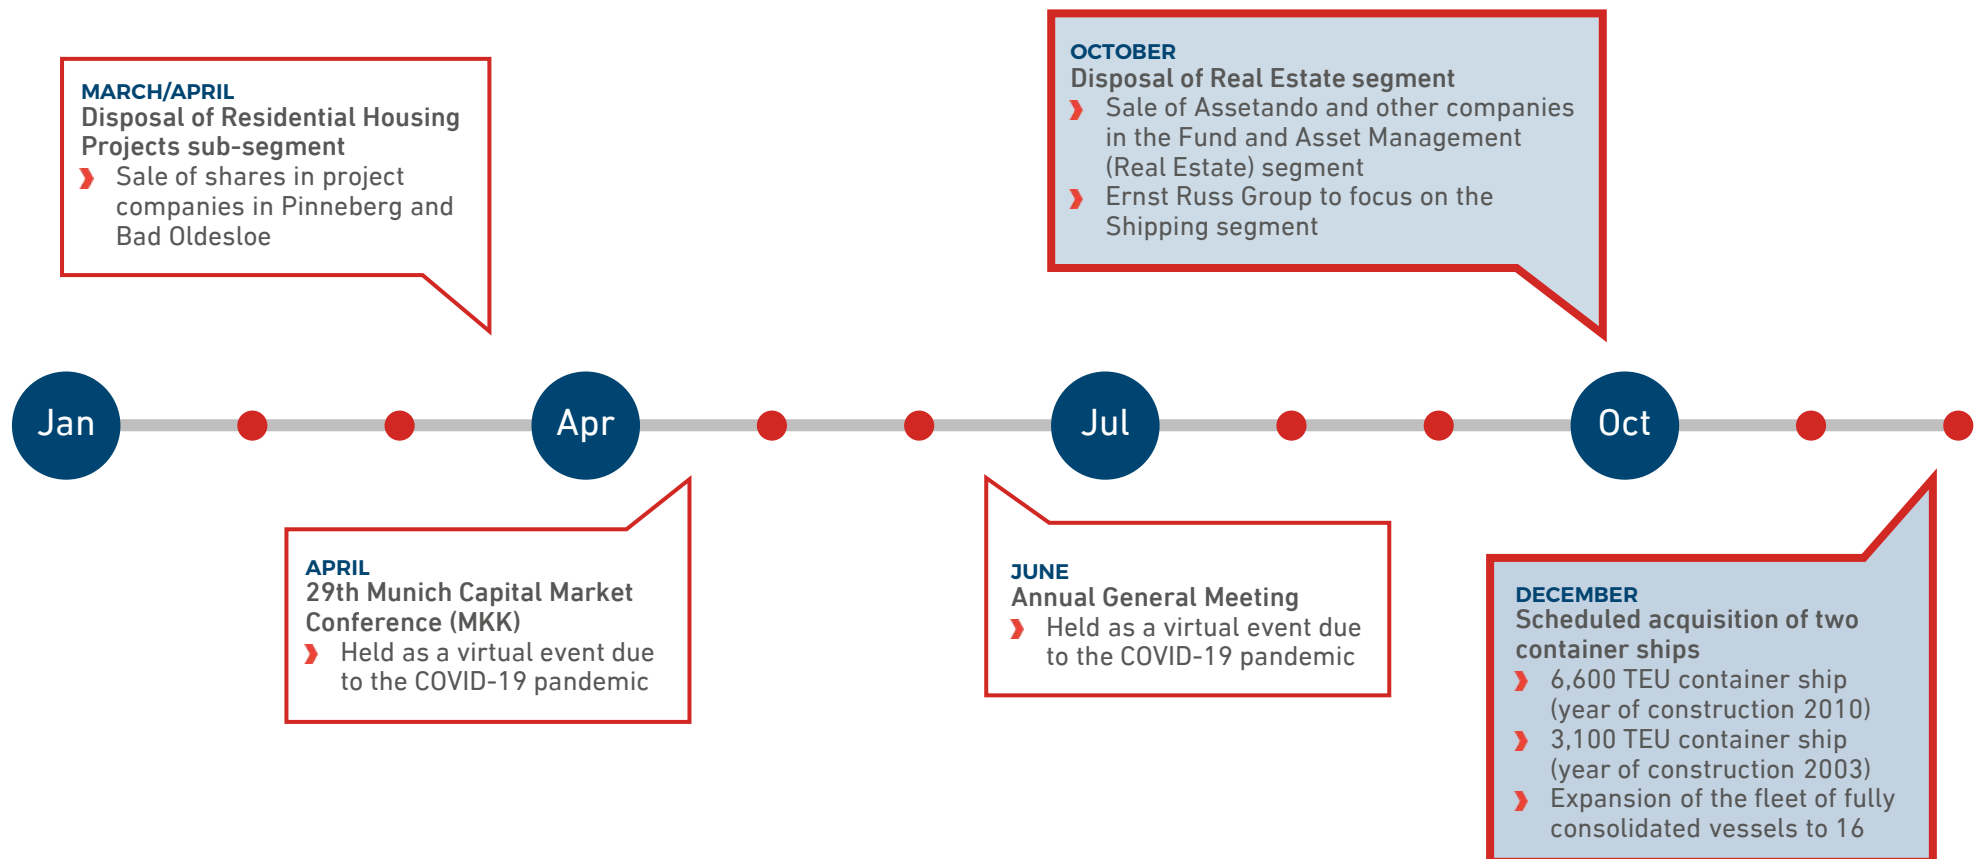 MARCH/APRIL
Disposal of Residential Housing
Projects sub-segment
Sale of shares in project
companies in Pinneberg and
Bad Oldesloe
OCTOBER
Disposal of Real Estate segment
Sale of Assetando and other companies
in the Fund and Asset Management
(Real Estate) segment
Ernst Russ Group to focus on the
Shipping segment
Jan
Apr
Jul
Oct
APRIL
29th Munich Capital Market
Conference (MKK)
Held as a virtual event due
to the COVID-19 pandemic
JUNE
Annual General Meeting
Held as a virtual event due
to the COVID-19 pandemic
DECEMBER
Scheduled acquisition of two
container ships
6,600 TEU container ship
(year of construction 2010)
3,100 TEU container ship
(year of construction 2003)
Expansion of the fleet of fully
consolidated vessels to 16